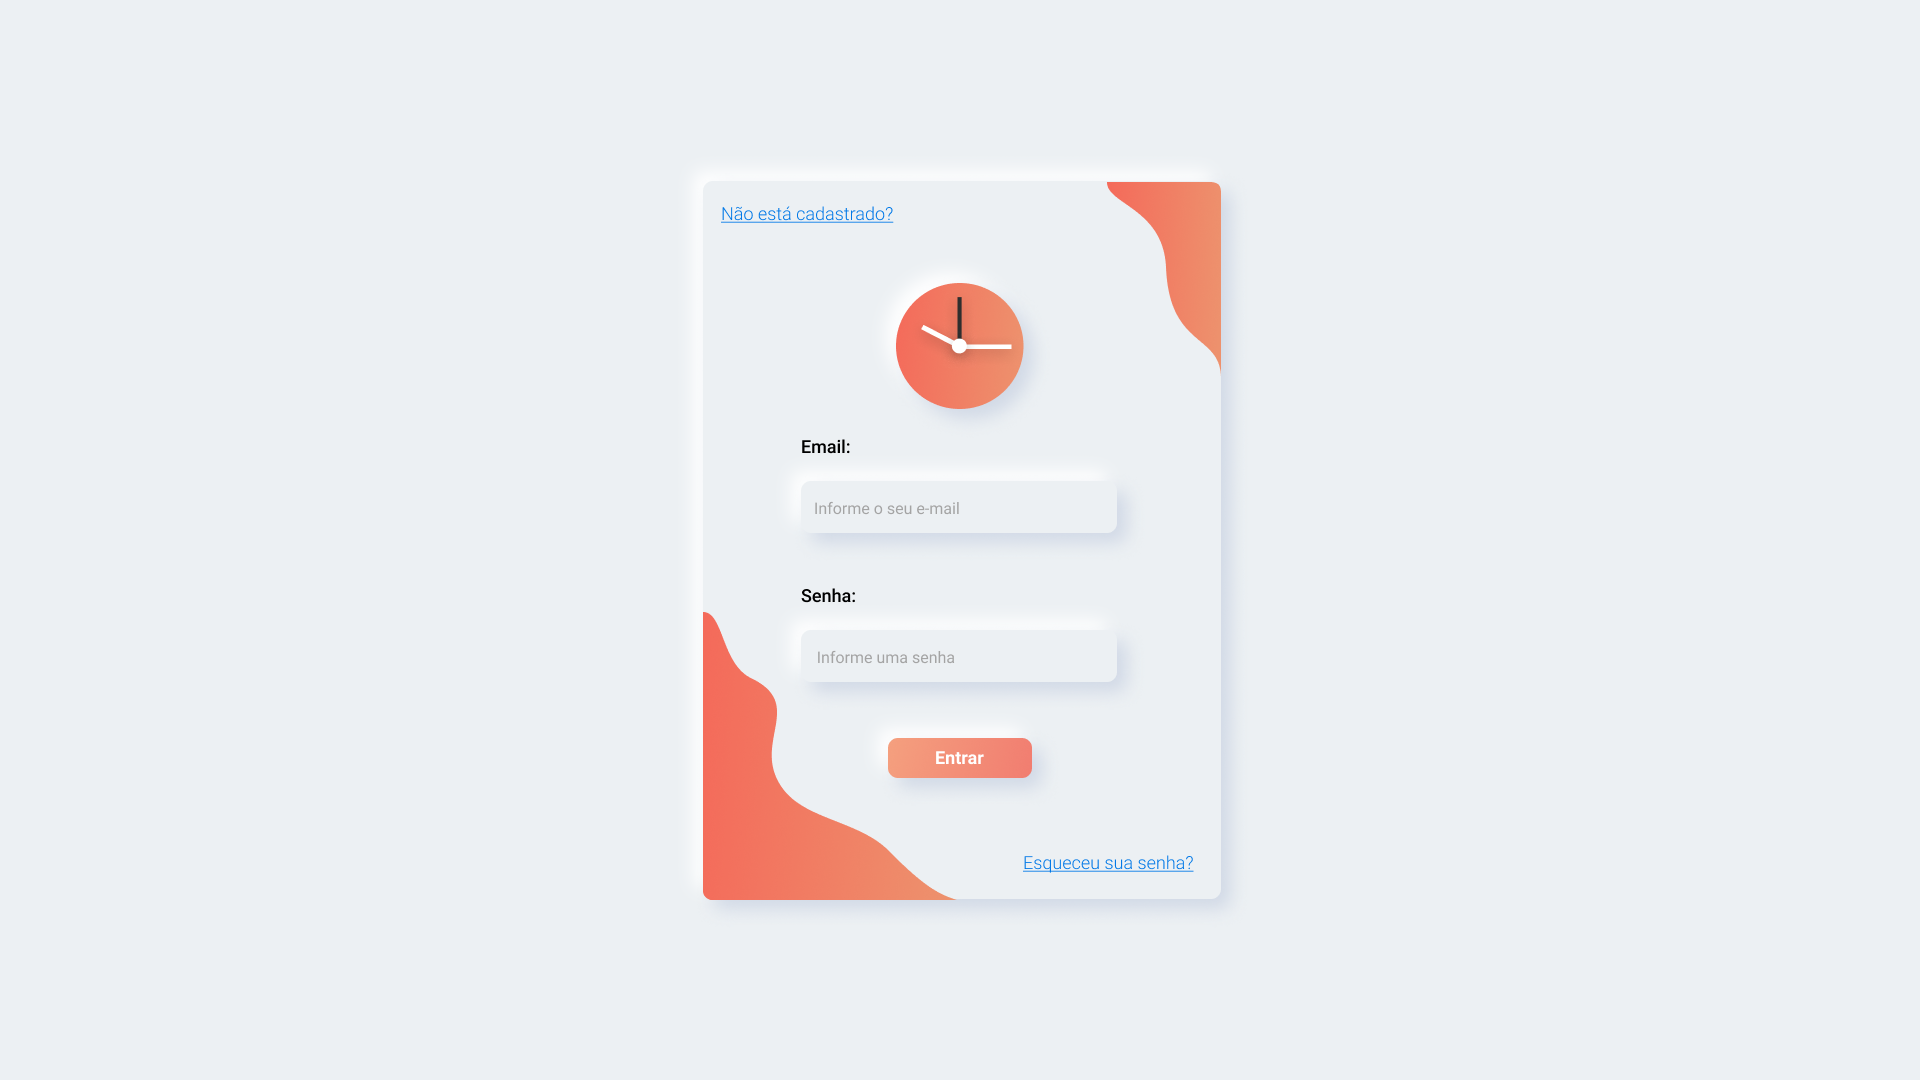 Não está cadastrado?
Email:
Informe o seu e-mail
Senha:
Informe uma senha
Entrar
Esqueceu sua senha?